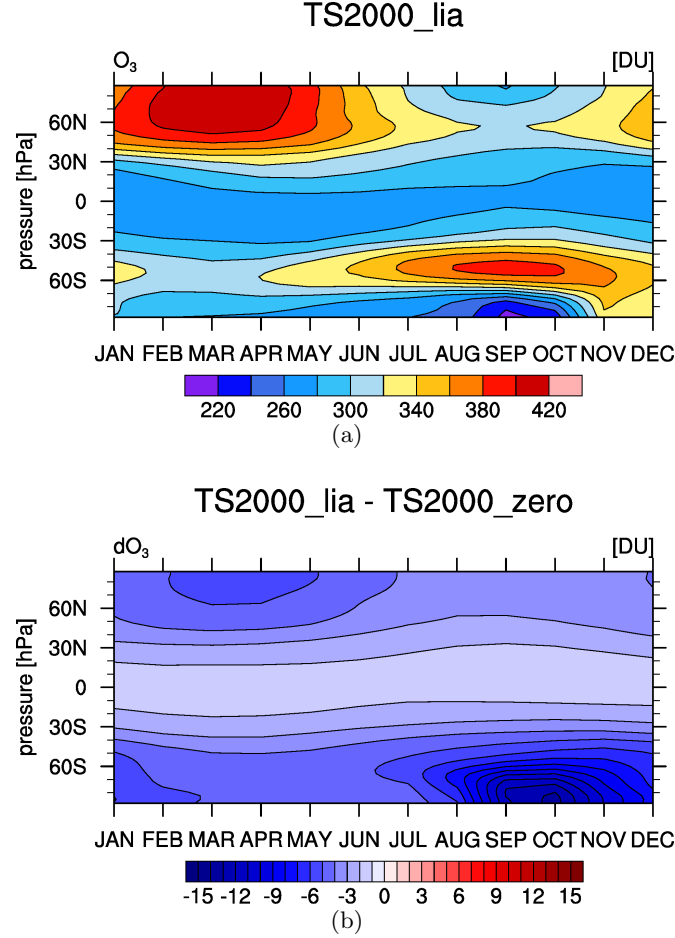 TS2000_lia
O₃ [DU]
60N
30N
0
30S
60S
pressure [hPa]
JAN FEB MAR APR MAY JUN JUL AUG SEP OCT NOV DEC
220 260 300 340 380 420
(a)
TS2000_lia - TS2000_zero
dO₃ [DU]
60N
30N
0
30S
60S
pressure [hPa]
JAN FEB MAR APR MAY JUN JUL AUG SEP OCT NOV DEC
-15 -12 -9 -6 -3 0 3 6 9 12 15
(b)